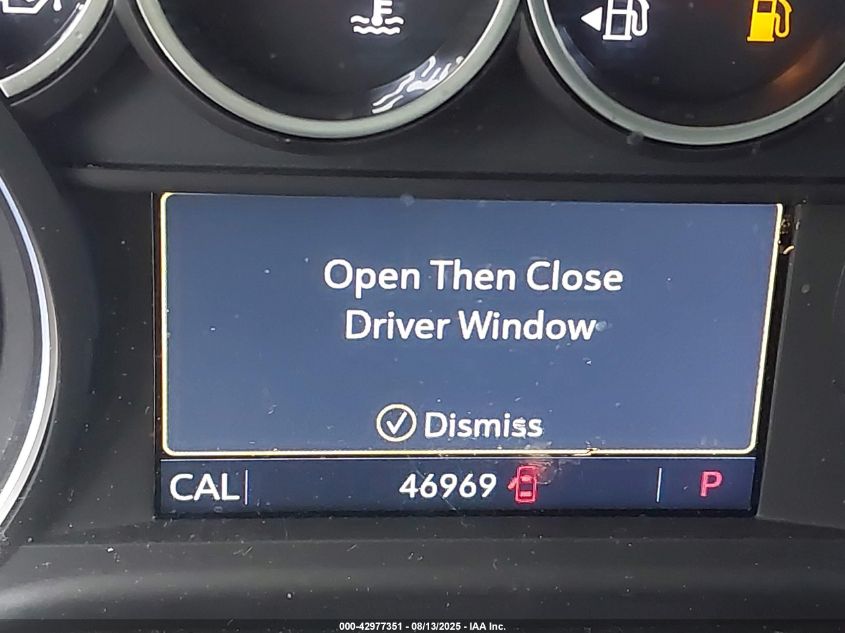 Open Then Close
Driver Window
Dismiss
CAL 46969 P
000-42977351 - 08/13/2025 - IAA Inc.